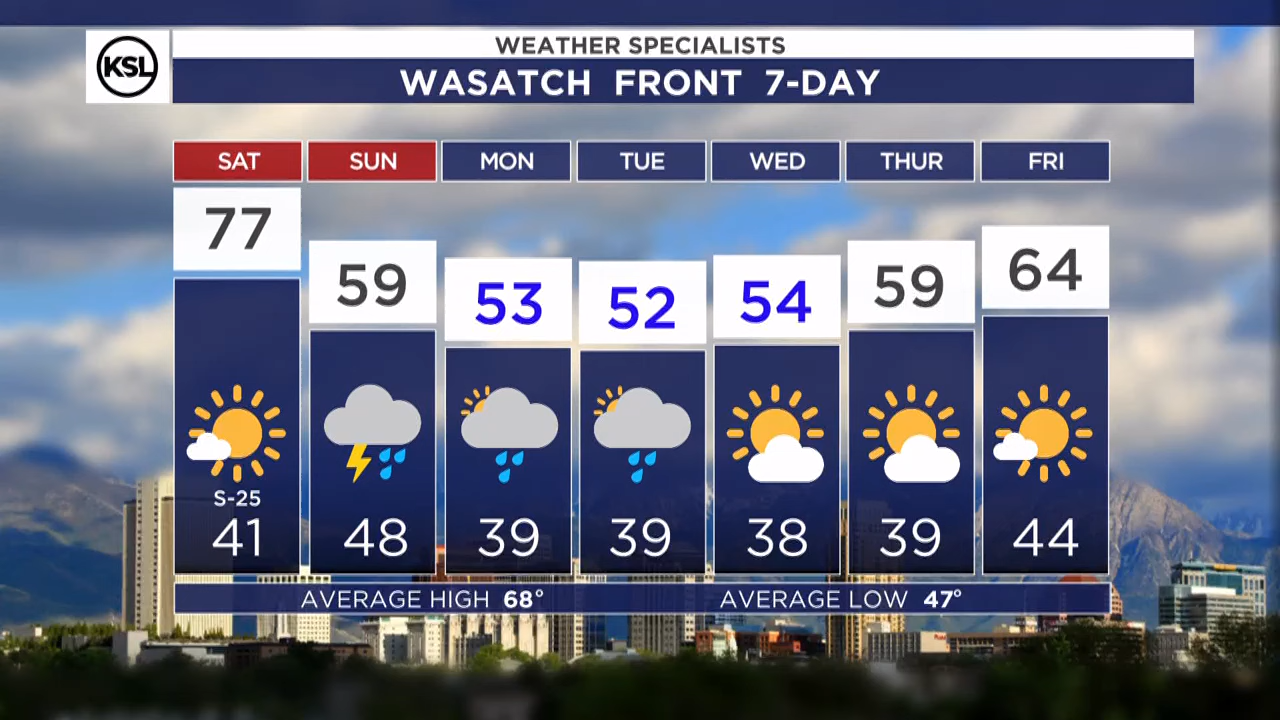 KSL
WEATHER SPECIALISTS
WASATCH FRONT 7-DAY
SAT SUN MON TUE WED THUR FRI
77 59 53 52 54 59 64
S-25
41 48 39 39 38 39 44
AVERAGE HIGH 68° AVERAGE LOW 47°